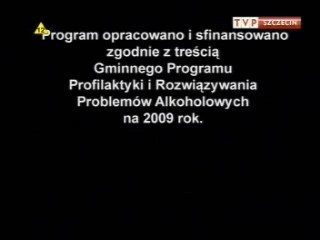 TVP SZCZECIN
Program opracowano i sfinansowano
zgodnie z treścią
Gminnego Programu
Profilaktyki i Rozwiązywania
Problemów Alkoholowych
na 2009 rok.